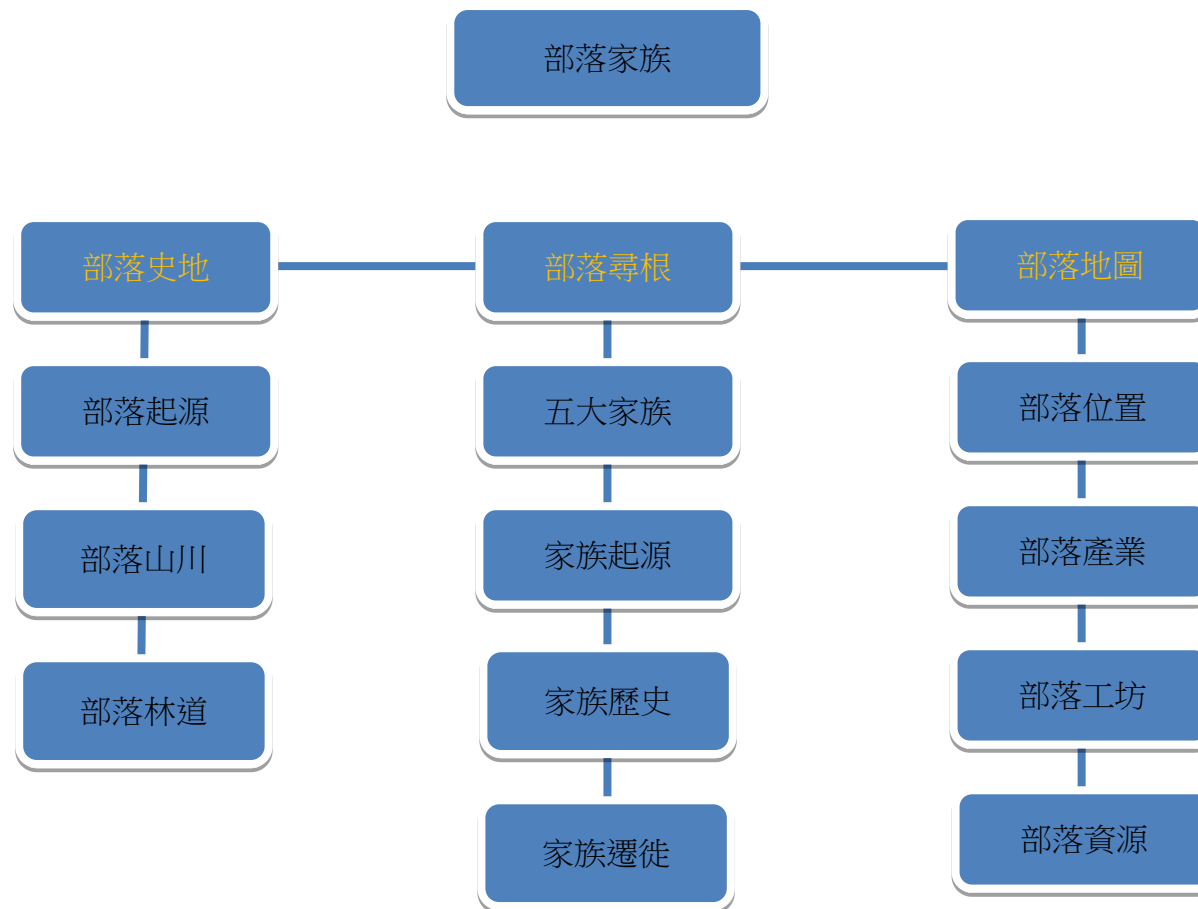 部落家族
部落史地
部落尋根
部落地圖
部落起源
五大家族
部落位置
部落山川
家族起源
部落產業
部落林道
家族歷史
部落工坊
家族遷徙
部落資源